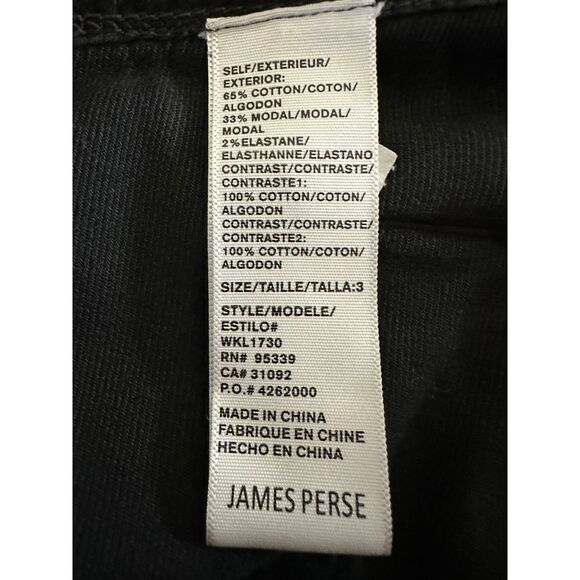 SELF/EXTERIEUR/
EXTERIOR:
65% COTTON/COTON/
ALGODON
33% MODAL/MODAL/
MODAL
2%ELASTANE/
ELASTHANNE/ELASTANO
CONTRAST/CONTRASTE/
CONTRASTE1:
100% COTTON/COTON/
ALGODON
CONTRAST/CONTRASTE/
CONTRASTE2:
100% COTTON/COTON/
ALGODON
SIZE/TAILLE/TALLA:3
STYLE/MODELE/
ESTILO#
WKL1730
RN# 95339
CA# 31092
P.O.# 4262000
MADE IN CHINA
FABRIQUE EN CHINE
HECHO EN CHINA
JAMES PERSE